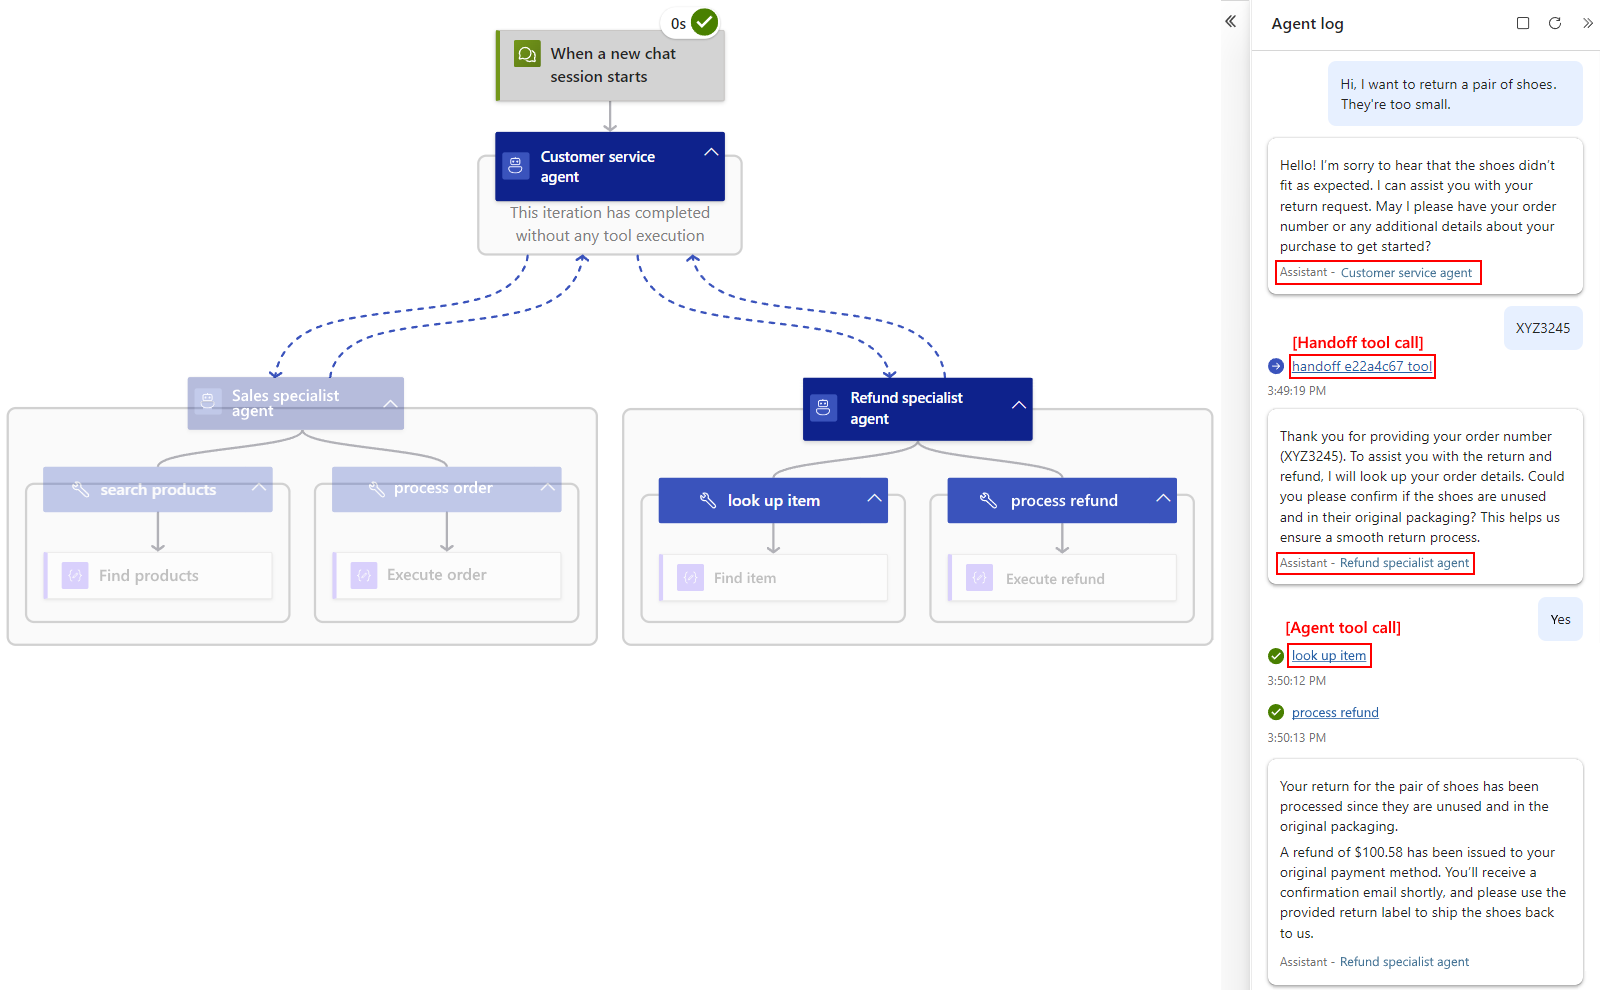 0s
When a new chat
session starts
Customer service
agent
This iteration has completed
without any tool execution
Sales specialist
agent
search products
Find products
process order
Execute order
Refund specialist
agent
look up item
Find item
process refund
Execute refund
Agent log
Hi, I want to return a pair of shoes.
They're too small.
Hello! I'm sorry to hear that the shoes didn't
fit as expected. I can assist you with your
return request. May I please have your order
number or any additional details about your
purchase to get started?
Assistant - Customer service agent
XYZ3245
[Handoff tool call]
handoff e22a4c67 tool
3:49:19 PM
Thank you for providing your order number
(XYZ3245). To assist you with the return and
refund, I will look up your order details. Could
you please confirm if the shoes are unused
and in their original packaging? This helps us
ensure a smooth return process.
Assistant - Refund specialist agent
Yes
[Agent tool call]
look up item
3:50:12 PM
process refund
3:50:13 PM
Your return for the pair of shoes has been
processed since they are unused and in the
original packaging.
A refund of $100.58 has been issued to your
original payment method. You'll receive a
confirmation email shortly, and please use the
provided return label to ship the shoes back
to us.
Assistant - Refund specialist agent